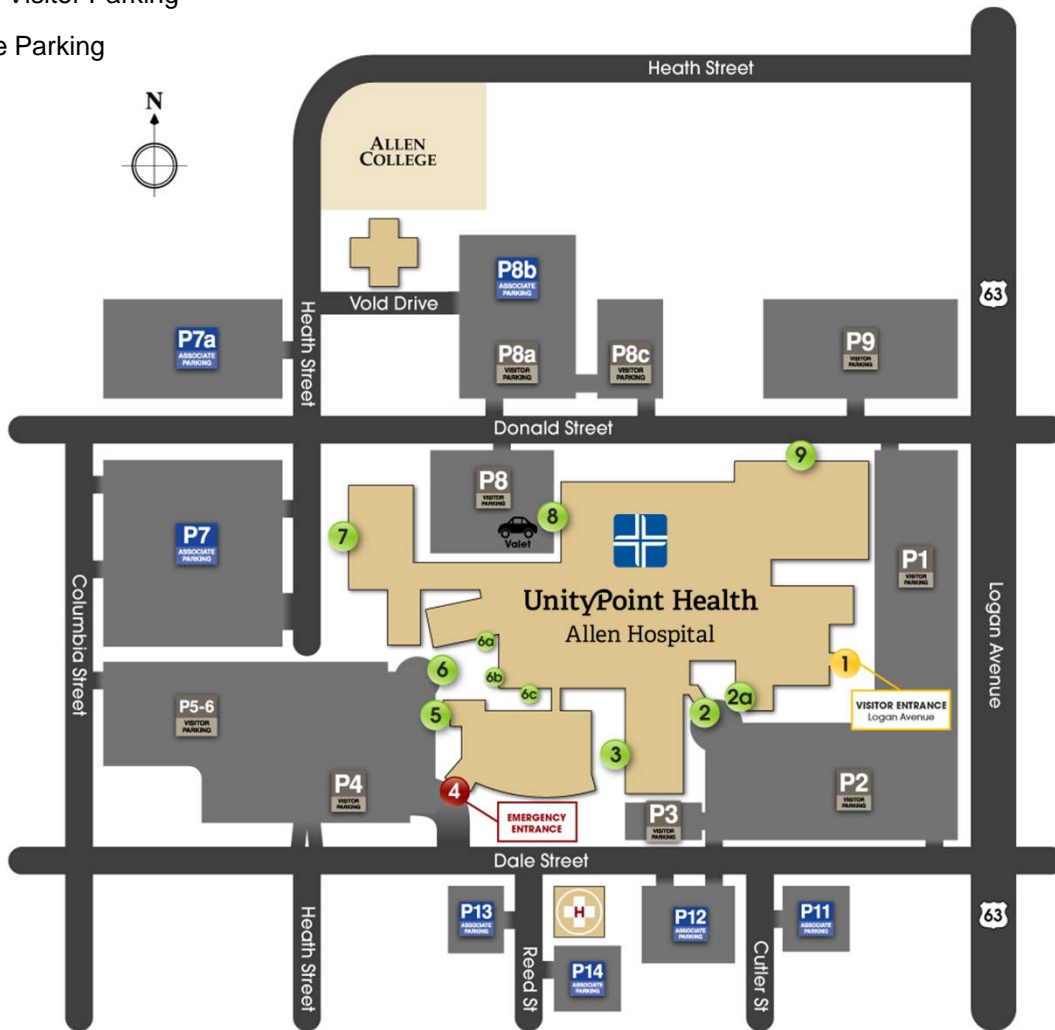 Visitor Parking
e Parking
N
Heath Street
ALLEN
COLLEGE
63
P8b
ASSOCIATE
PARKING
Vold Drive
Heath Street
P7a
ASSOCIATE
PARKING
P8a
VISITOR
PARKING
P8c
VISITOR
PARKING
P9
VISITOR
PARKING
Donald Street
9
P8
VISITOR
PARKING
Valet
8
7
P7
ASSOCIATE
PARKING
P1
VISITOR
PARKING
UnityPoint Health
Allen Hospital
Columbia Street
Logan Avenue
6a
6
6b
6c
5
1
VISITOR ENTRANCE
Logan Avenue
2a
2
3
P5-6
VISITOR
PARKING
P4
VISITOR
PARKING
4
EMERGENCY
ENTRANCE
P3
VISITOR
PARKING
P2
VISITOR
PARKING
Dale Street
Heath Street
P13
ASSOCIATE
PARKING
Reed St
H
P14
ASSOCIATE
PARKING
P12
ASSOCIATE
PARKING
Cutler St
P11
ASSOCIATE
PARKING
63